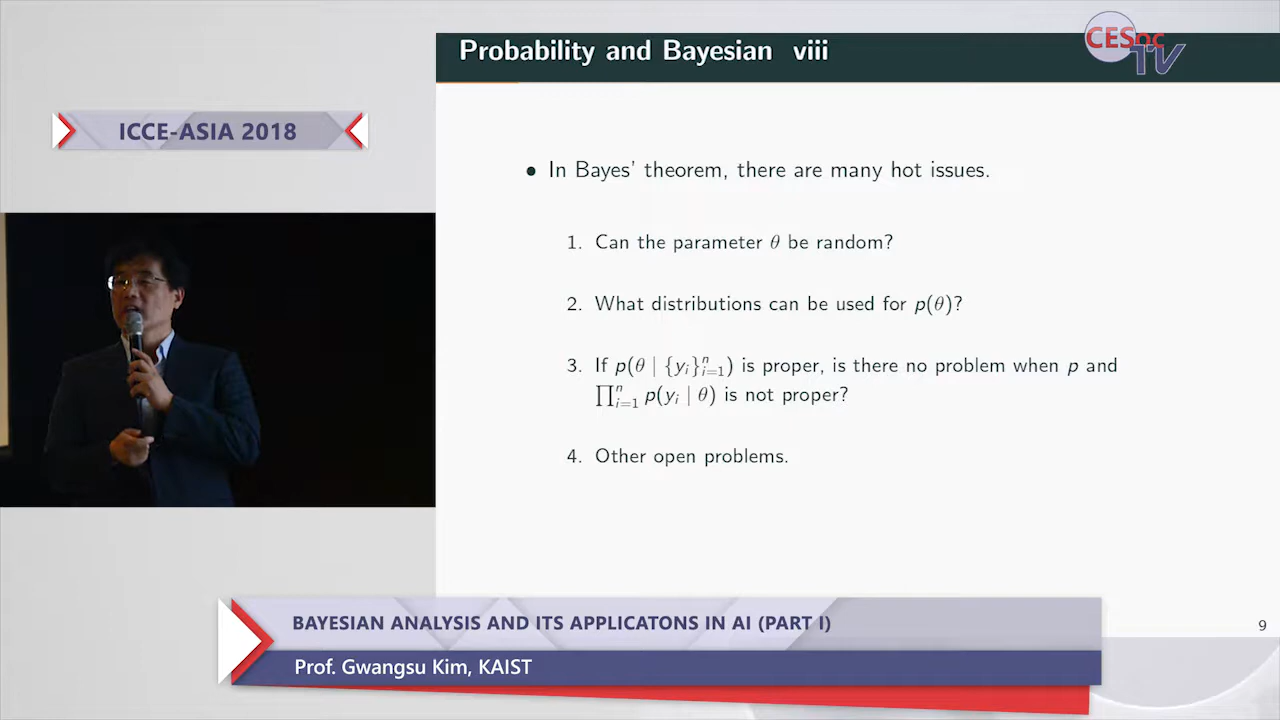 Probability and Bayesian viii
CESoc
TV
ICCE-ASIA 2018
• In Bayes' theorem, there are many hot issues.
1. Can the parameter θ be random?
2. What distributions can be used for p(θ)?
3. If p(θ | {yᵢ}ⁿᵢ₌₁) is proper, is there no problem when p and
∏ⁿᵢ₌₁ p(yᵢ | θ) is not proper?
4. Other open problems.
BAYESIAN ANALYSIS AND ITS APPLICATONS IN AI (PART I)
9
Prof. Gwangsu Kim, KAIST